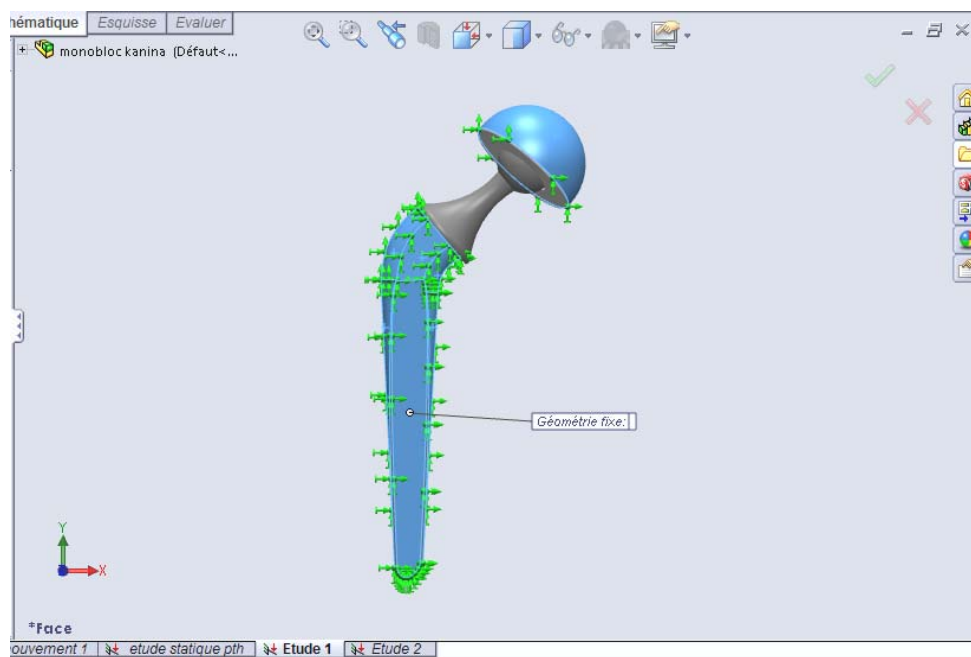 hématique Esquisse Evaluer
monobloc kanina (Défaut<...
Géométrie fixe:
Y
X
*Face
ouvement 1 etude statique pth Etude 1 Etude 2